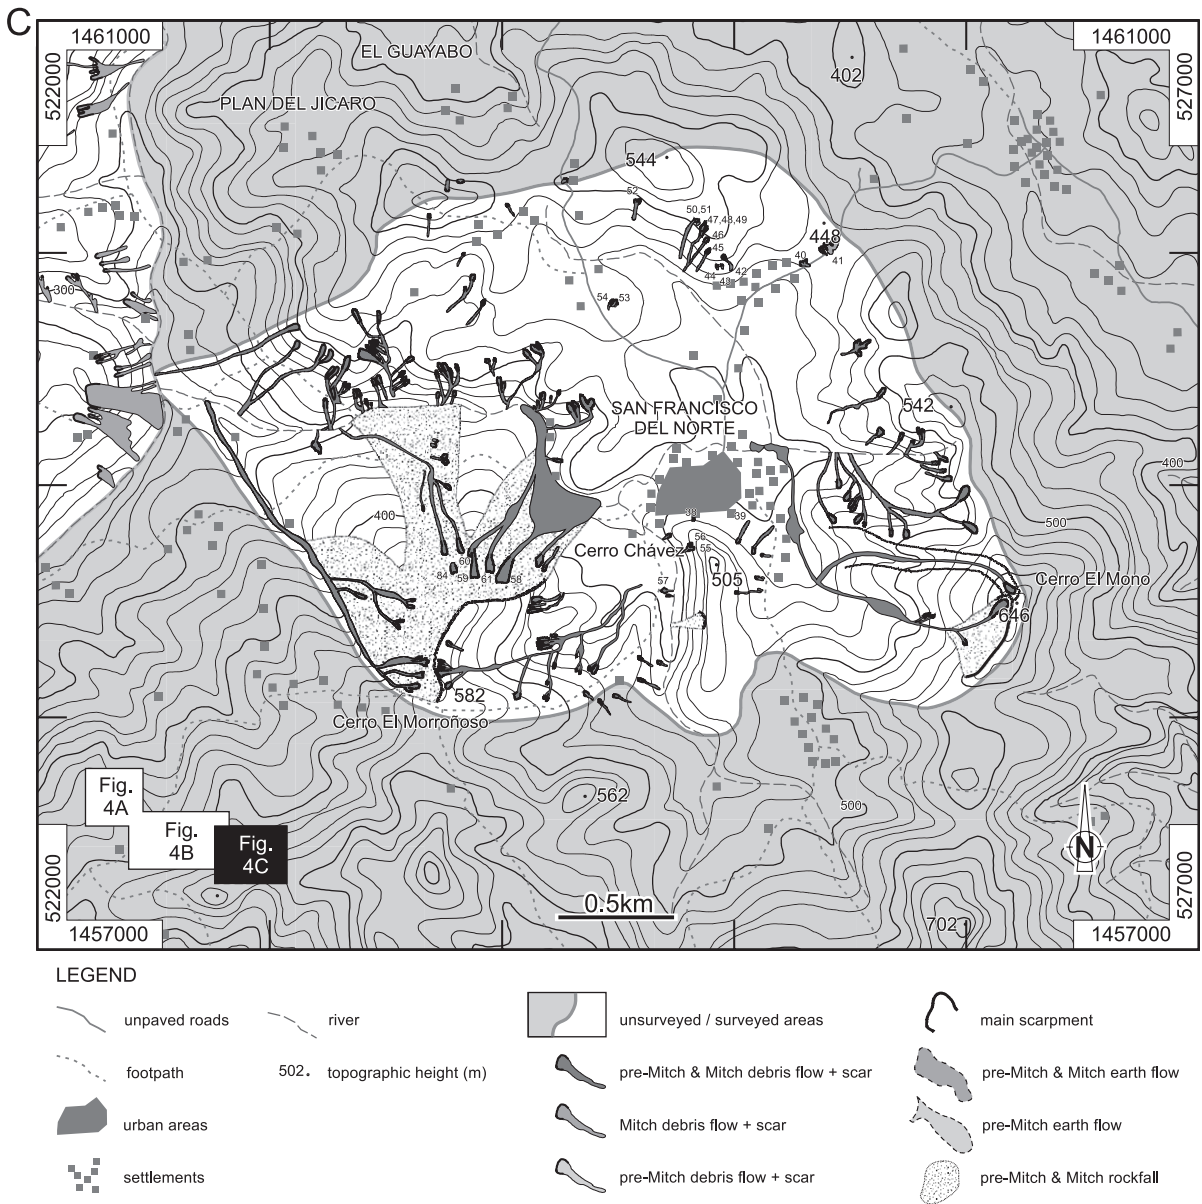 C
1461000
1461000
522000
527000
EL GUAYABO
402
PLAN DEL JICARO
544
52
50,51
47,48,49
46
45
448
44
43
42
40
41
300
54
53
SAN FRANCISCO
DEL NORTE
542
400
400
500
38
39
Cerro Chávez
56
55
505
60
84
59
61
58
57
Cerro El Mono
646
582
Cerro El Morroñoso
562
500
Fig.
4A
Fig.
4B
Fig.
4C
0.5km
N
702
522000
527000
1457000
1457000
LEGEND
unpaved roads
river
unsurveyed / surveyed areas
main scarpment
footpath
502. topographic height (m)
pre-Mitch & Mitch debris flow + scar
pre-Mitch & Mitch earth flow
urban areas
Mitch debris flow + scar
pre-Mitch earth flow
settlements
pre-Mitch debris flow + scar
pre-Mitch & Mitch rockfall